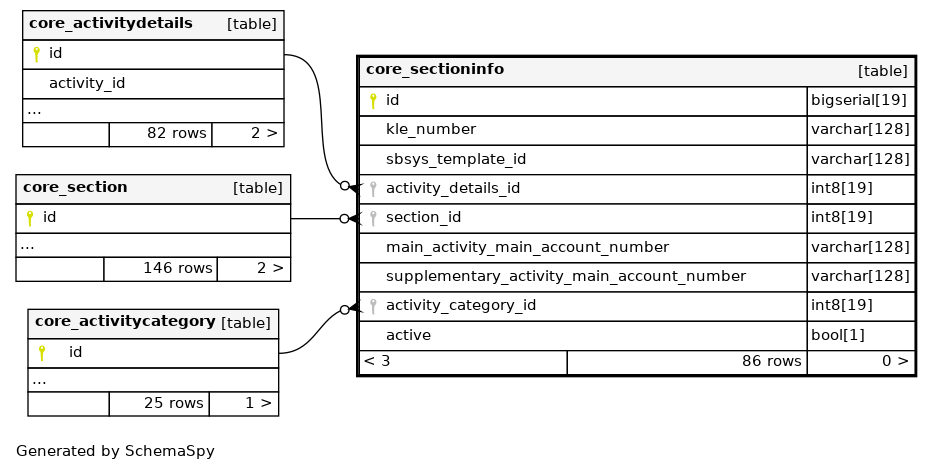 core_activitydetails [table]
id
activity_id
...
82 rows 2 >
core_section [table]
id
...
146 rows 2 >
core_activitycategory [table]
id
...
25 rows 1 >
core_sectioninfo [table]
id bigserial[19]
kle_number varchar[128]
sbsys_template_id varchar[128]
activity_details_id int8[19]
section_id int8[19]
main_activity_main_account_number varchar[128]
supplementary_activity_main_account_number varchar[128]
activity_category_id int8[19]
active bool[1]
< 3 86 rows 0 >
Generated by SchemaSpy